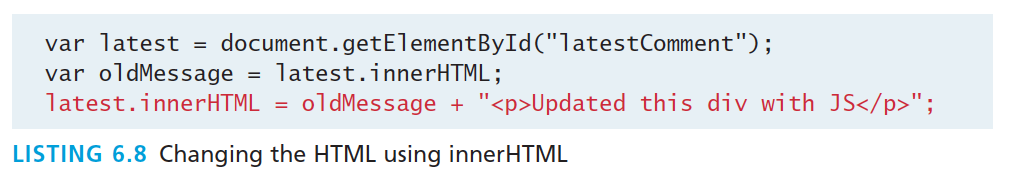 var latest = document.getElementById("latestComment");
var oldMessage = latest.innerHTML;
latest.innerHTML = oldMessage + "<p>Updated this div with JS</p>";
LISTING 6.8 Changing the HTML using innerHTML